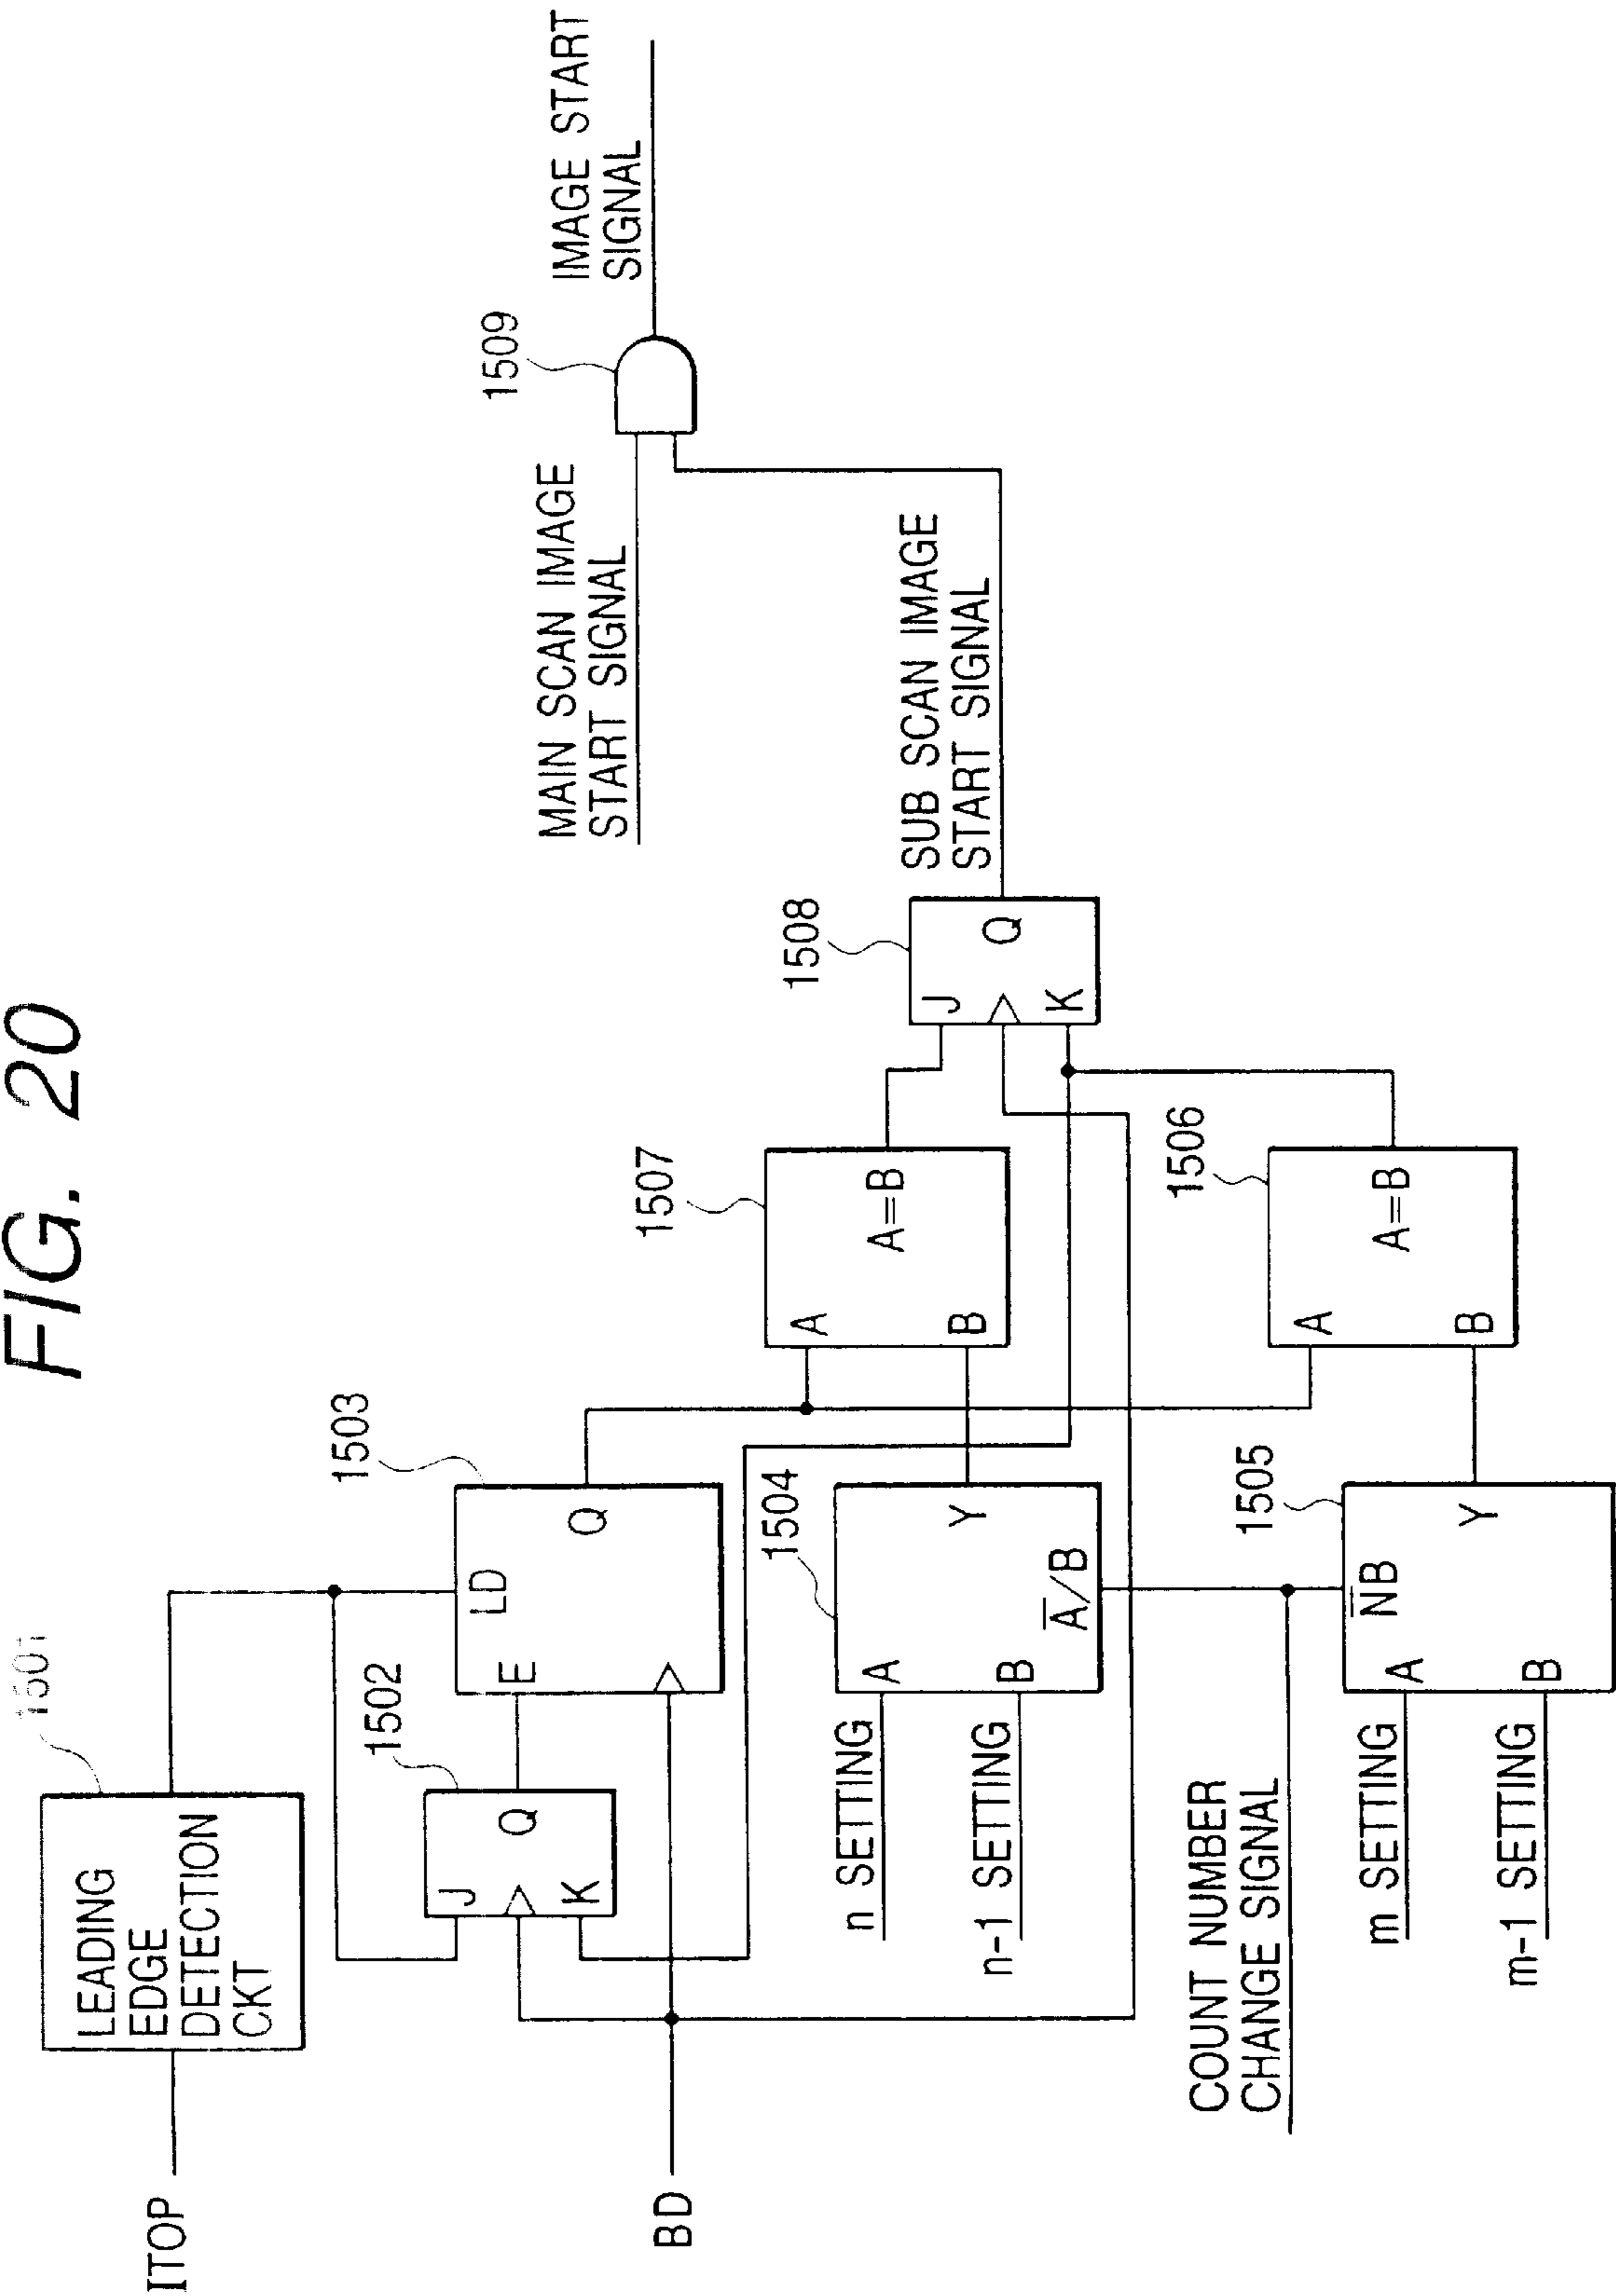 FIG. 20
ITOP
LEADING
EDGE
DETECTION
CKT
1501
BD
1502
J
Q
K
1503
LD
E
Q
n SETTING
n-1 SETTING
1504
A
B
Y
A̅/B
COUNT NUMBER
CHANGE SIGNAL
m SETTING
m-1 SETTING
1505
N̅B
A
B
Y
1507
A
B
A=B
1506
A
B
A=B
1508
J
Q
K
SUB SCAN IMAGE
START SIGNAL
MAIN SCAN IMAGE
START SIGNAL
1509
IMAGE START
SIGNAL